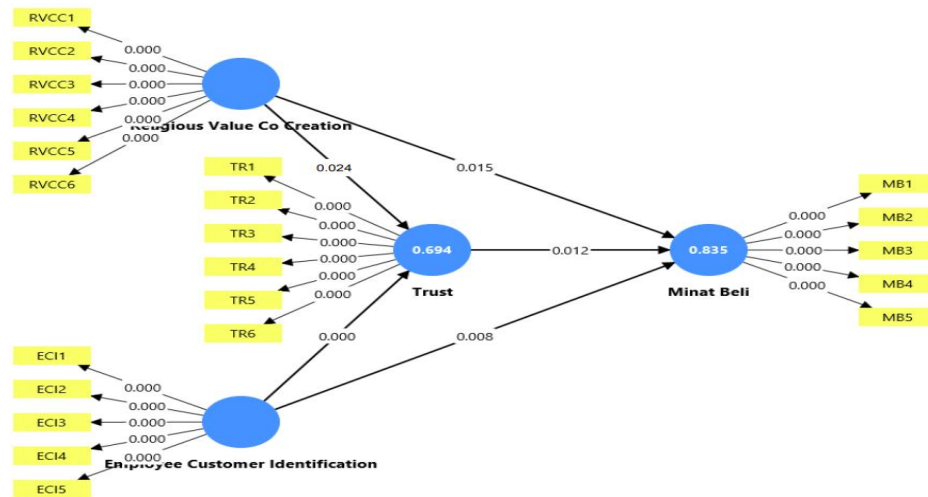 RVCC1
0.000
RVCC2
0.000
RVCC3
0.000
RVCC4
0.000
RVCC5
0.000
RVCC6
0.000
Religious Value Co Creation
0.024
0.015
TR1
0.000
TR2
0.000
TR3
0.000
TR4
0.000
TR5
0.000
TR6
0.000
0.694
Trust
0.012
0.835
Minat Beli
MB1
0.000
MB2
0.000
MB3
0.000
MB4
0.000
MB5
0.000
0.000
0.008
ECI1
0.000
ECI2
0.000
ECI3
0.000
ECI4
0.000
ECI5
0.000
Employee Customer Identification